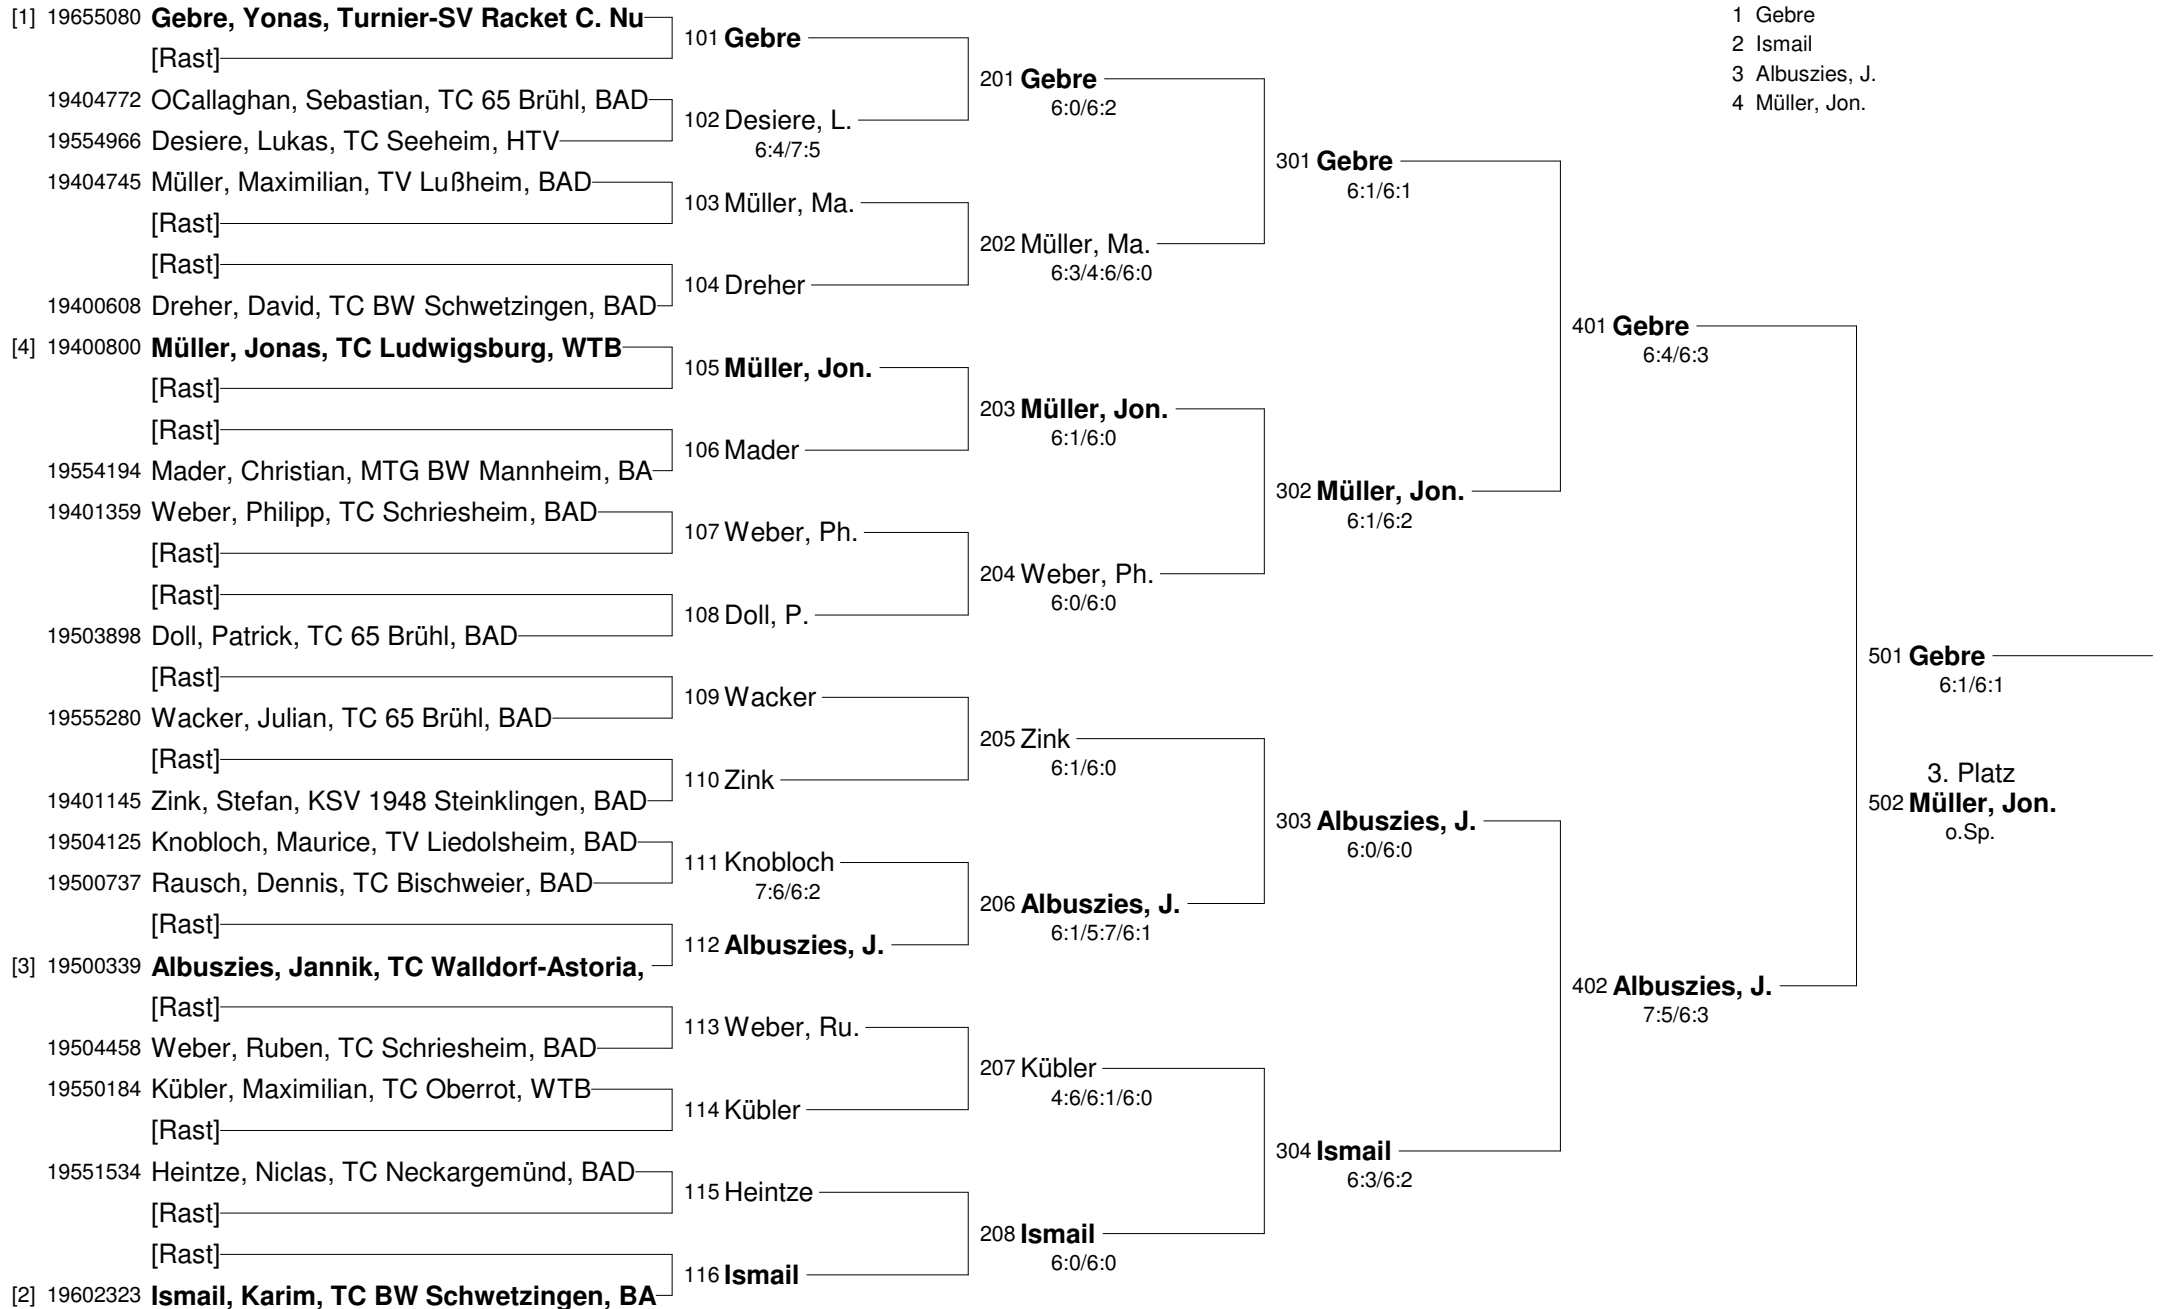 [1] 19655080 Gebre, Yonas, Turnier-SV Racket C. Nu
[Rast]
19404772 OCallaghan, Sebastian, TC 65 Brühl, BAD
19554966 Desiere, Lukas, TC Seeheim, HTV
19404745 Müller, Maximilian, TV Lußheim, BAD
[Rast]
[Rast]
19400608 Dreher, David, TC BW Schwetzingen, BAD
[4] 19400800 Müller, Jonas, TC Ludwigsburg, WTB
[Rast]
[Rast]
19554194 Mader, Christian, MTG BW Mannheim, BA
19401359 Weber, Philipp, TC Schriesheim, BAD
[Rast]
[Rast]
19503898 Doll, Patrick, TC 65 Brühl, BAD
[Rast]
19555280 Wacker, Julian, TC 65 Brühl, BAD
[Rast]
19401145 Zink, Stefan, KSV 1948 Steinklingen, BAD
19504125 Knobloch, Maurice, TV Liedolsheim, BAD
19500737 Rausch, Dennis, TC Bischweier, BAD
[Rast]
[3] 19500339 Albuszies, Jannik, TC Walldorf-Astoria,
[Rast]
19504458 Weber, Ruben, TC Schriesheim, BAD
19550184 Kübler, Maximilian, TC Oberrot, WTB
[Rast]
19551534 Heintze, Niclas, TC Neckargemünd, BAD
[Rast]
[Rast]
[2] 19602323 Ismail, Karim, TC BW Schwetzingen, BA
101 Gebre
102 Desiere, L.
6:4/7:5
103 Müller, Ma.
104 Dreher
105 Müller, Jon.
106 Mader
107 Weber, Ph.
108 Doll, P.
109 Wacker
110 Zink
111 Knobloch
7:6/6:2
112 Albuszies, J.
113 Weber, Ru.
114 Kübler
115 Heintze
116 Ismail
201 Gebre
6:0/6:2
202 Müller, Ma.
6:3/4:6/6:0
203 Müller, Jon.
6:1/6:0
204 Weber, Ph.
6:0/6:0
205 Zink
6:1/6:0
206 Albuszies, J.
6:1/5:7/6:1
207 Kübler
4:6/6:1/6:0
208 Ismail
6:0/6:0
301 Gebre
6:1/6:1
302 Müller, Jon.
6:1/6:2
303 Albuszies, J.
6:0/6:0
304 Ismail
6:3/6:2
401 Gebre
6:4/6:3
402 Albuszies, J.
7:5/6:3
501 Gebre
6:1/6:1
3. Platz
502 Müller, Jon.
o.Sp.
1 Gebre
2 Ismail
3 Albuszies, J.
4 Müller, Jon.